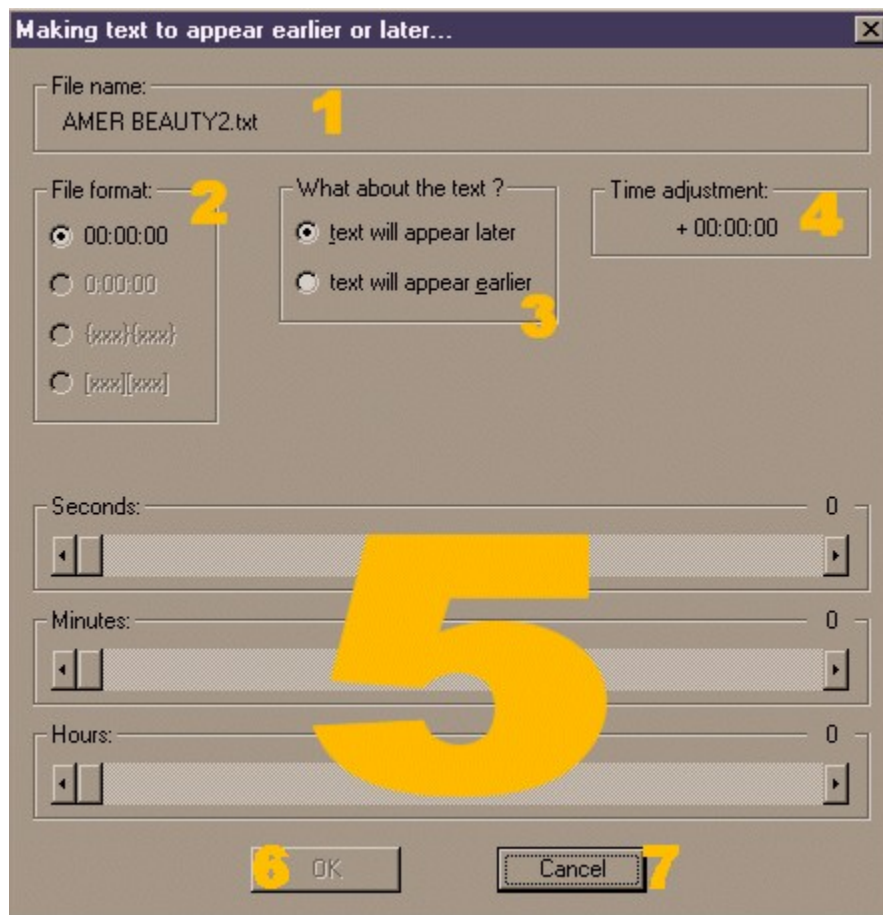 Making text to appear earlier or later...
File name:
AMER BEAUTY2.txt
1
File format:
2
00:00:00
0:00:00
{xxx}{xxx}
[xxx][xxx]
What about the text ?
text will appear later
text will appear earlier
3
Time adjustment:
+ 00:00:00
4
Seconds: 0
Minutes: 0
Hours: 0
5
6 OK
Cancel 7